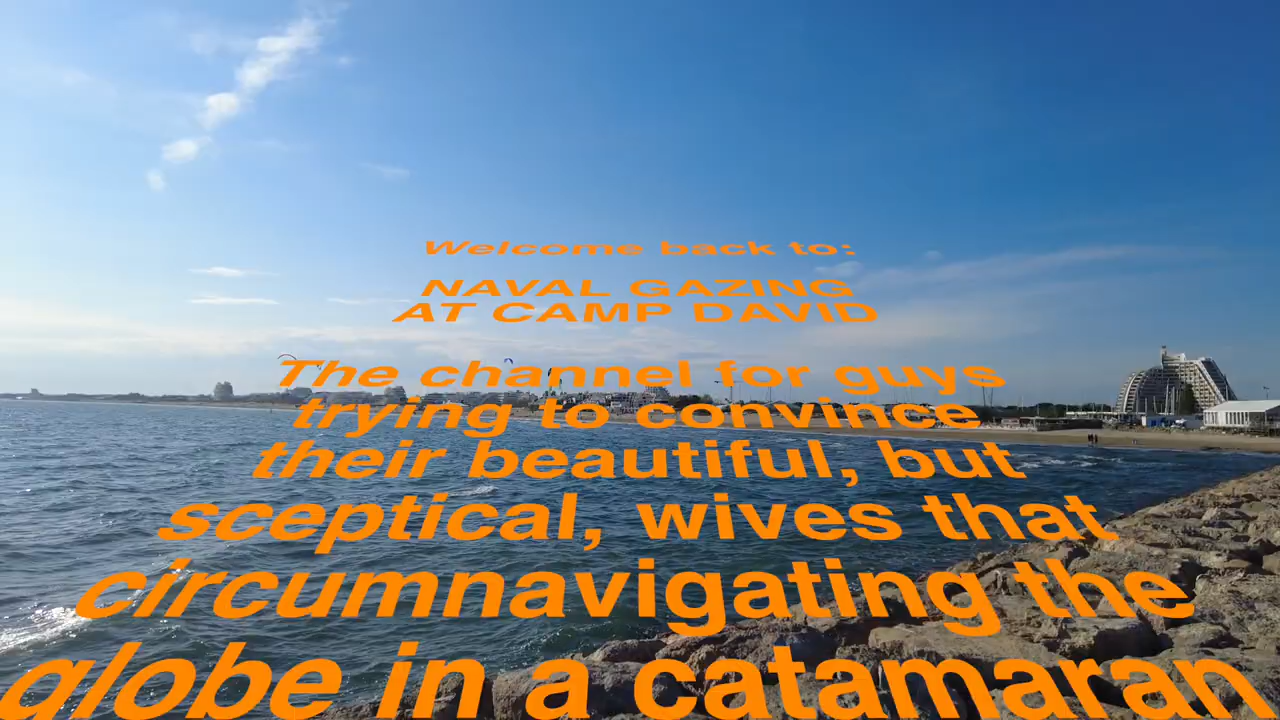 Welcome back to:
NAVAL GAZING
AT CAMP DAVID
The channel for guys
trying to convince
their beautiful, but
sceptical, wives that
circumnavigating the
globe in a catamaran